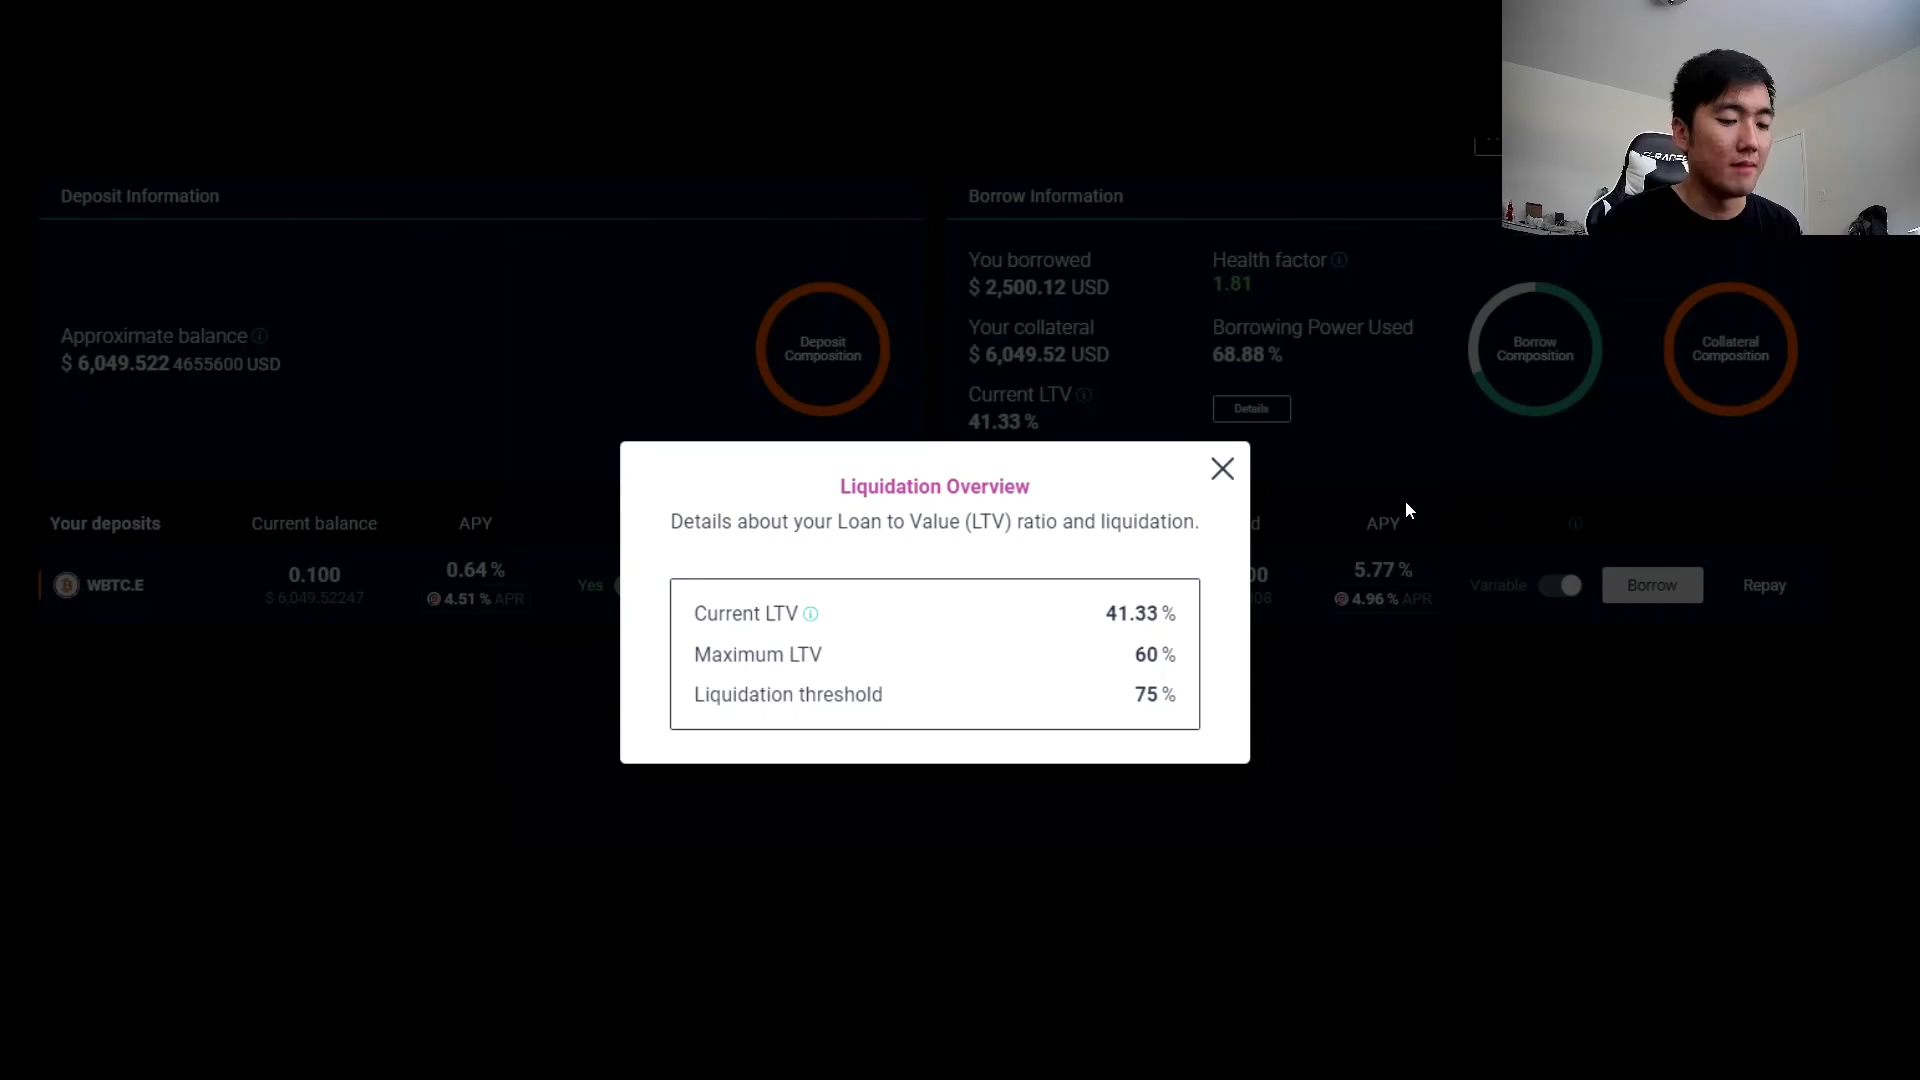 Deposit Information
Approximate balance
$ 6,049.522 4655600 USD
Deposit
Composition
Borrow Information
You borrowed
$ 2,500.12 USD
Health factor
1.81
Your collateral
$ 6,049.52 USD
Borrowing Power Used
68.88 %
Current LTV
41.33 %
Details
Borrow
Composition
Collateral
Composition
Liquidation Overview
Details about your Loan to Value (LTV) ratio and liquidation.
Current LTV 41.33 %
Maximum LTV 60 %
Liquidation threshold 75 %
Your deposits Current balance APY
WBTC.E 0.100 0.64 % Yes
$ 6,049.52247 4.51 % APR
APY
5.77 % Variable Borrow Repay
4.96 % APR